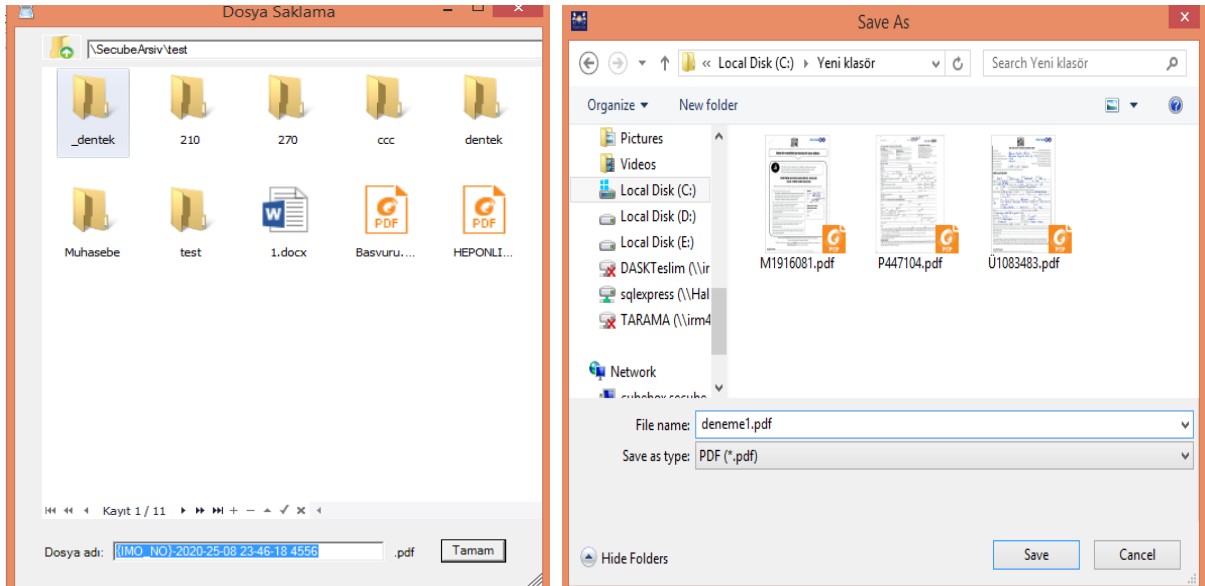 Dosya Saklama
\SecubeArsiv\test
_dentek 210 270 ccc dentek
Muhasebe test 1.docx Basvuru.... HEPONLI...
Kayıt 1 / 11
Dosya adı: {IMO_NO}-2020-25-08 23-46-18 4556 .pdf Tamam
Save As
« Local Disk (C:) Yeni klasör Search Yeni klasör
Organize New folder
Pictures
Videos
Local Disk (C:)
Local Disk (D:)
Local Disk (E:)
DASKTeslim (\\ir
sqlexpress (\\Hal
TARAMA (\\irm4
Network
M1916081.pdf P447104.pdf Ü1083483.pdf
PDF PDF
File name: deneme1.pdf
Save as type: PDF (*.pdf)
Hide Folders Save Cancel